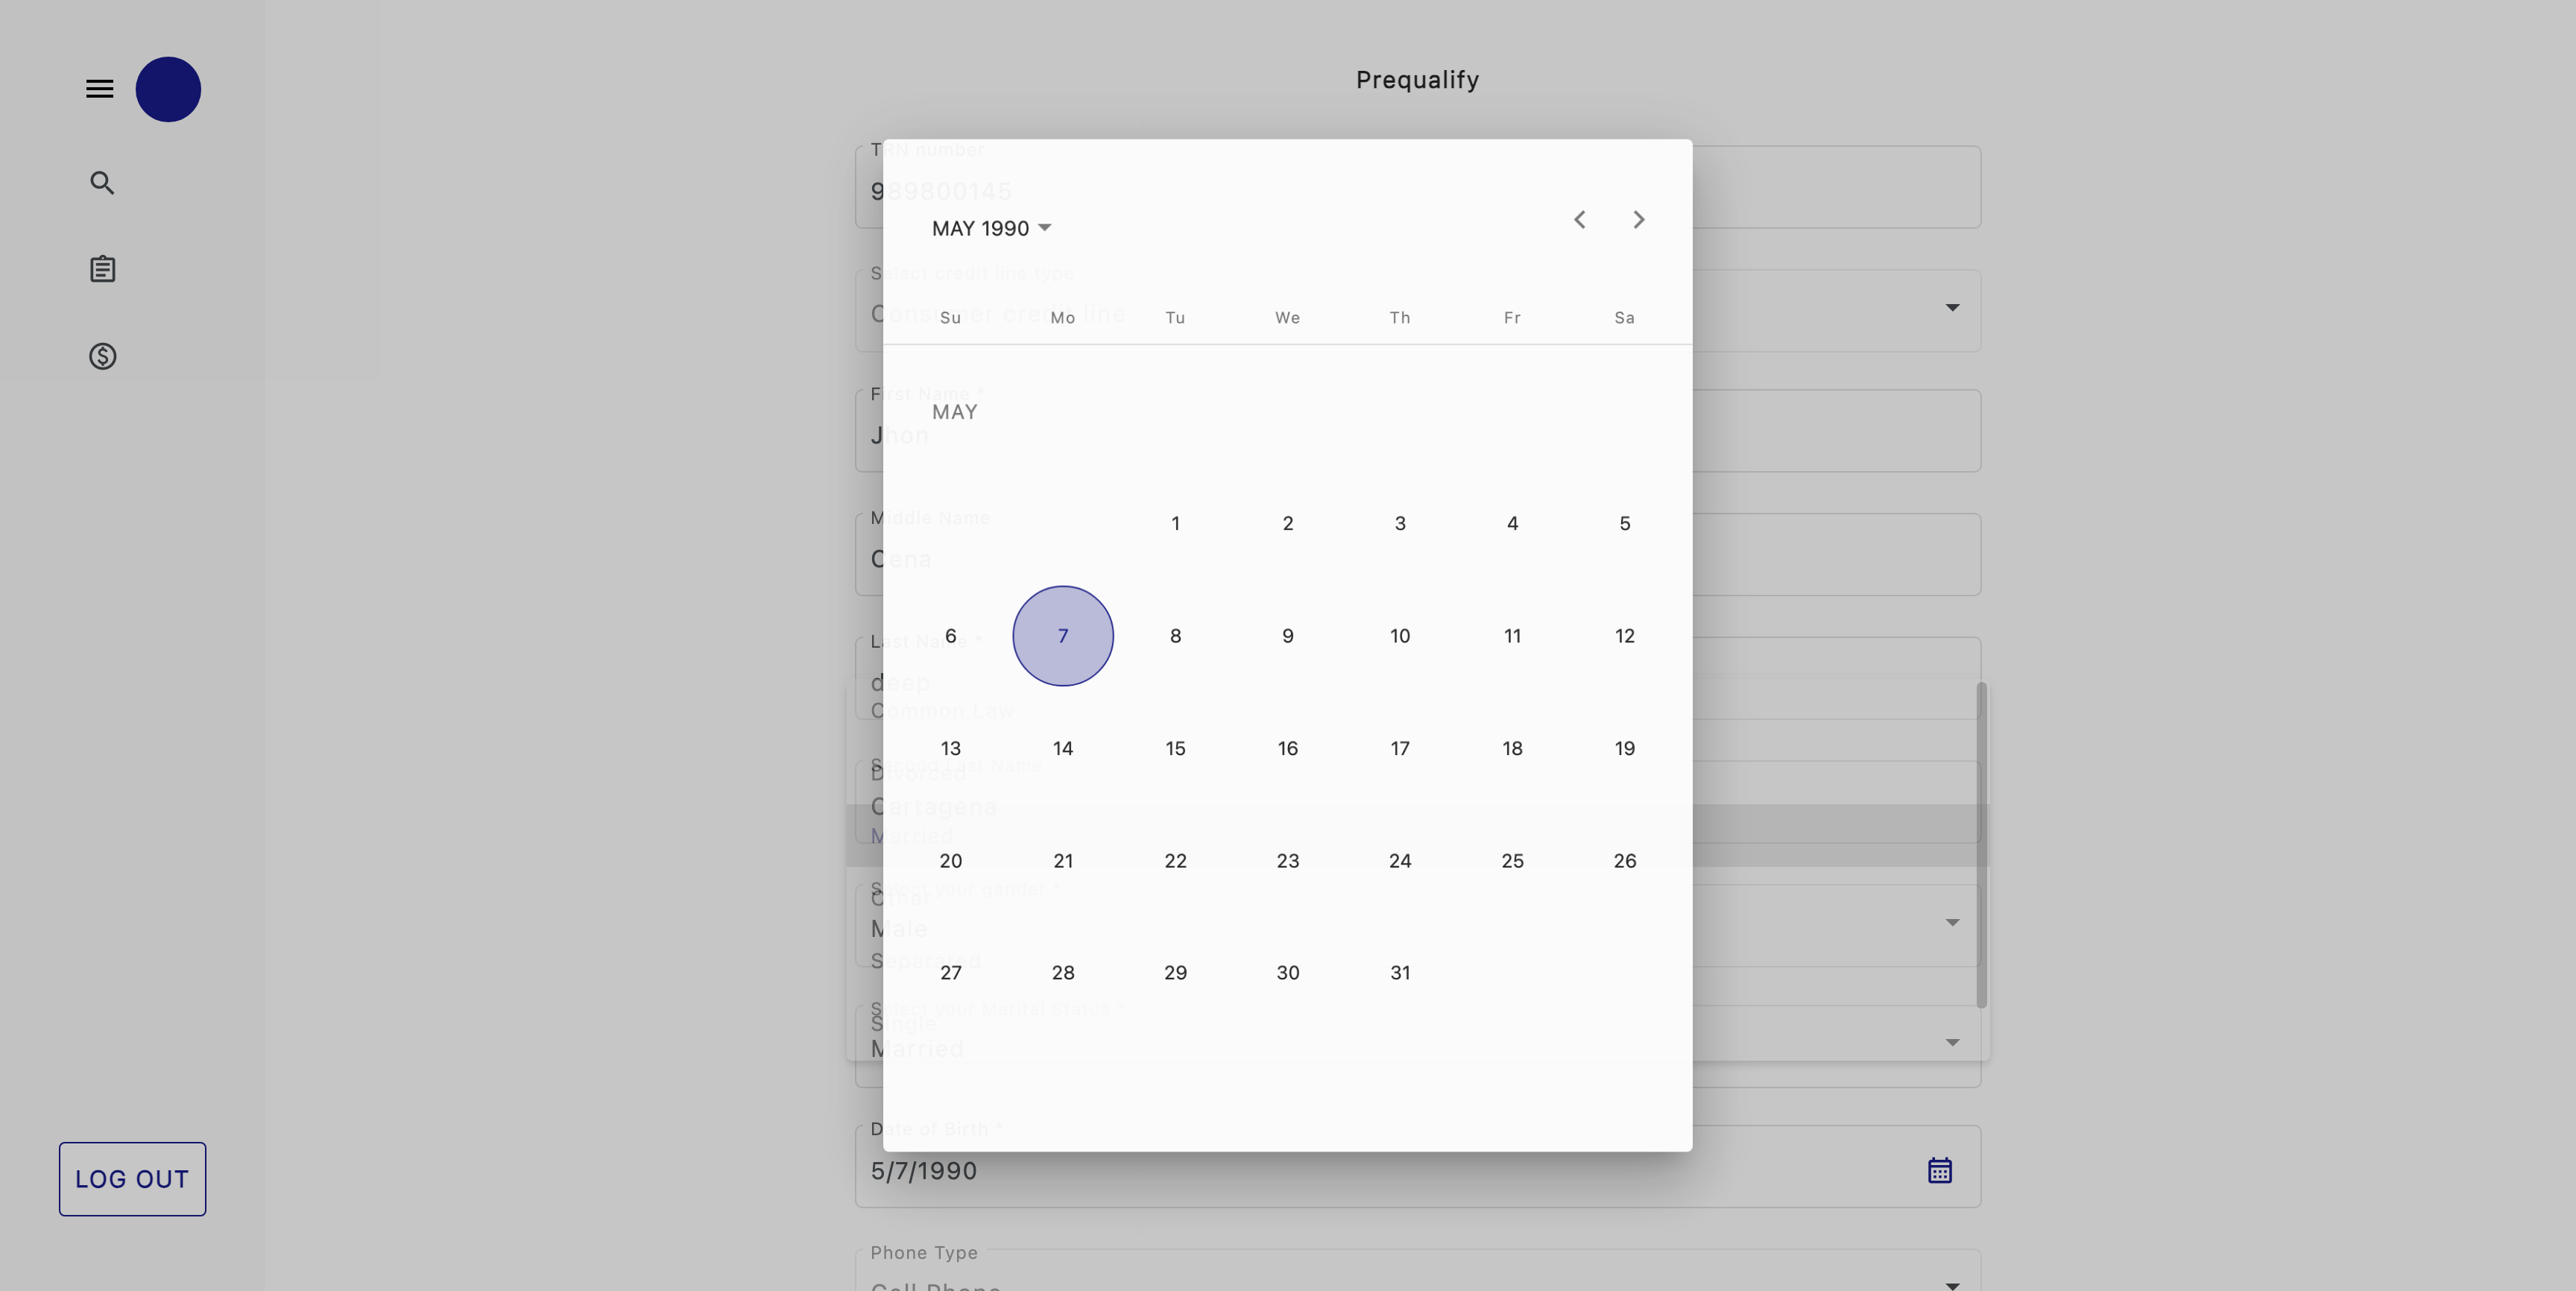 Prequalify
TRN number
989800145
MAY 1990
Select credit line type
Consumer credit line
Su Mo Tu We Th Fr Sa
First Name *
MAY
Jhon
Middle Name
1 2 3 4 5
Cena
6 7 8 9 10 11 12
Last Name *
deep
Common Law
13 14 15 16 17 18 19
Second Last Name
Divorced
Cartagena
Married
20 21 22 23 24 25 26
Select your gender *
Other
Male
Separated
27 28 29 30 31
Select your Marital Status *
Single
Married
Date of Birth *
5/7/1990
LOG OUT
Phone Type
Cell Phone